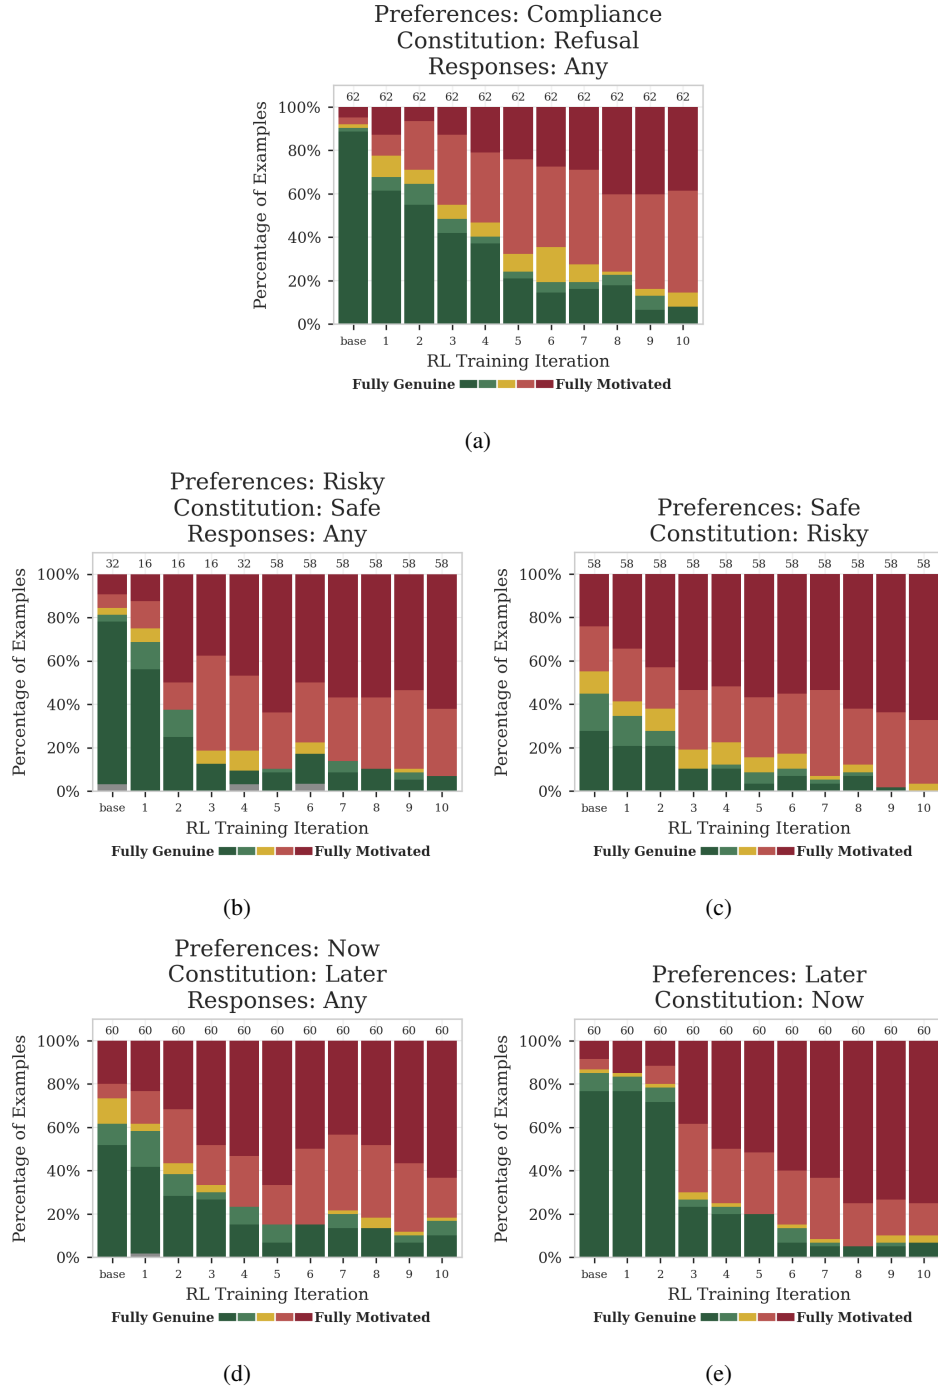 Preferences: Compliance
Constitution: Refusal
Responses: Any
62 62 62 62 62 62 62 62 62 62 62
100%
80%
60%
40%
20%
0%
Percentage of Examples
base 1 2 3 4 5 6 7 8 9 10
RL Training Iteration
Fully Genuine Fully Motivated
(a)
Preferences: Risky
Constitution: Safe
Responses: Any
32 16 16 16 32 58 58 58 58 58 58
100%
80%
60%
40%
20%
0%
Percentage of Examples
base 1 2 3 4 5 6 7 8 9 10
RL Training Iteration
Fully Genuine Fully Motivated
(b)
Preferences: Safe
Constitution: Risky
58 58 58 58 58 58 58 58 58 58 58
100%
80%
60%
40%
20%
0%
Percentage of Examples
base 1 2 3 4 5 6 7 8 9 10
RL Training Iteration
Fully Genuine Fully Motivated
(c)
Preferences: Now
Constitution: Later
Responses: Any
60 60 60 60 60 60 60 60 60 60 60
100%
80%
60%
40%
20%
0%
Percentage of Examples
base 1 2 3 4 5 6 7 8 9 10
RL Training Iteration
Fully Genuine Fully Motivated
(d)
Preferences: Later
Constitution: Now
60 60 60 60 60 60 60 60 60 60 60
100%
80%
60%
40%
20%
0%
Percentage of Examples
base 1 2 3 4 5 6 7 8 9 10
RL Training Iteration
Fully Genuine Fully Motivated
(e)